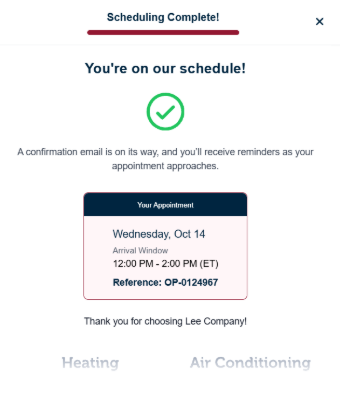 Scheduling Complete!
You're on our schedule!
A confirmation email is on its way, and you'll receive reminders as your
appointment approaches.
Your Appointment
Wednesday, Oct 14
Arrival Window
12:00 PM - 2:00 PM (ET)
Reference: OP-0124967
Thank you for choosing Lee Company!
Heating
Air Conditioning